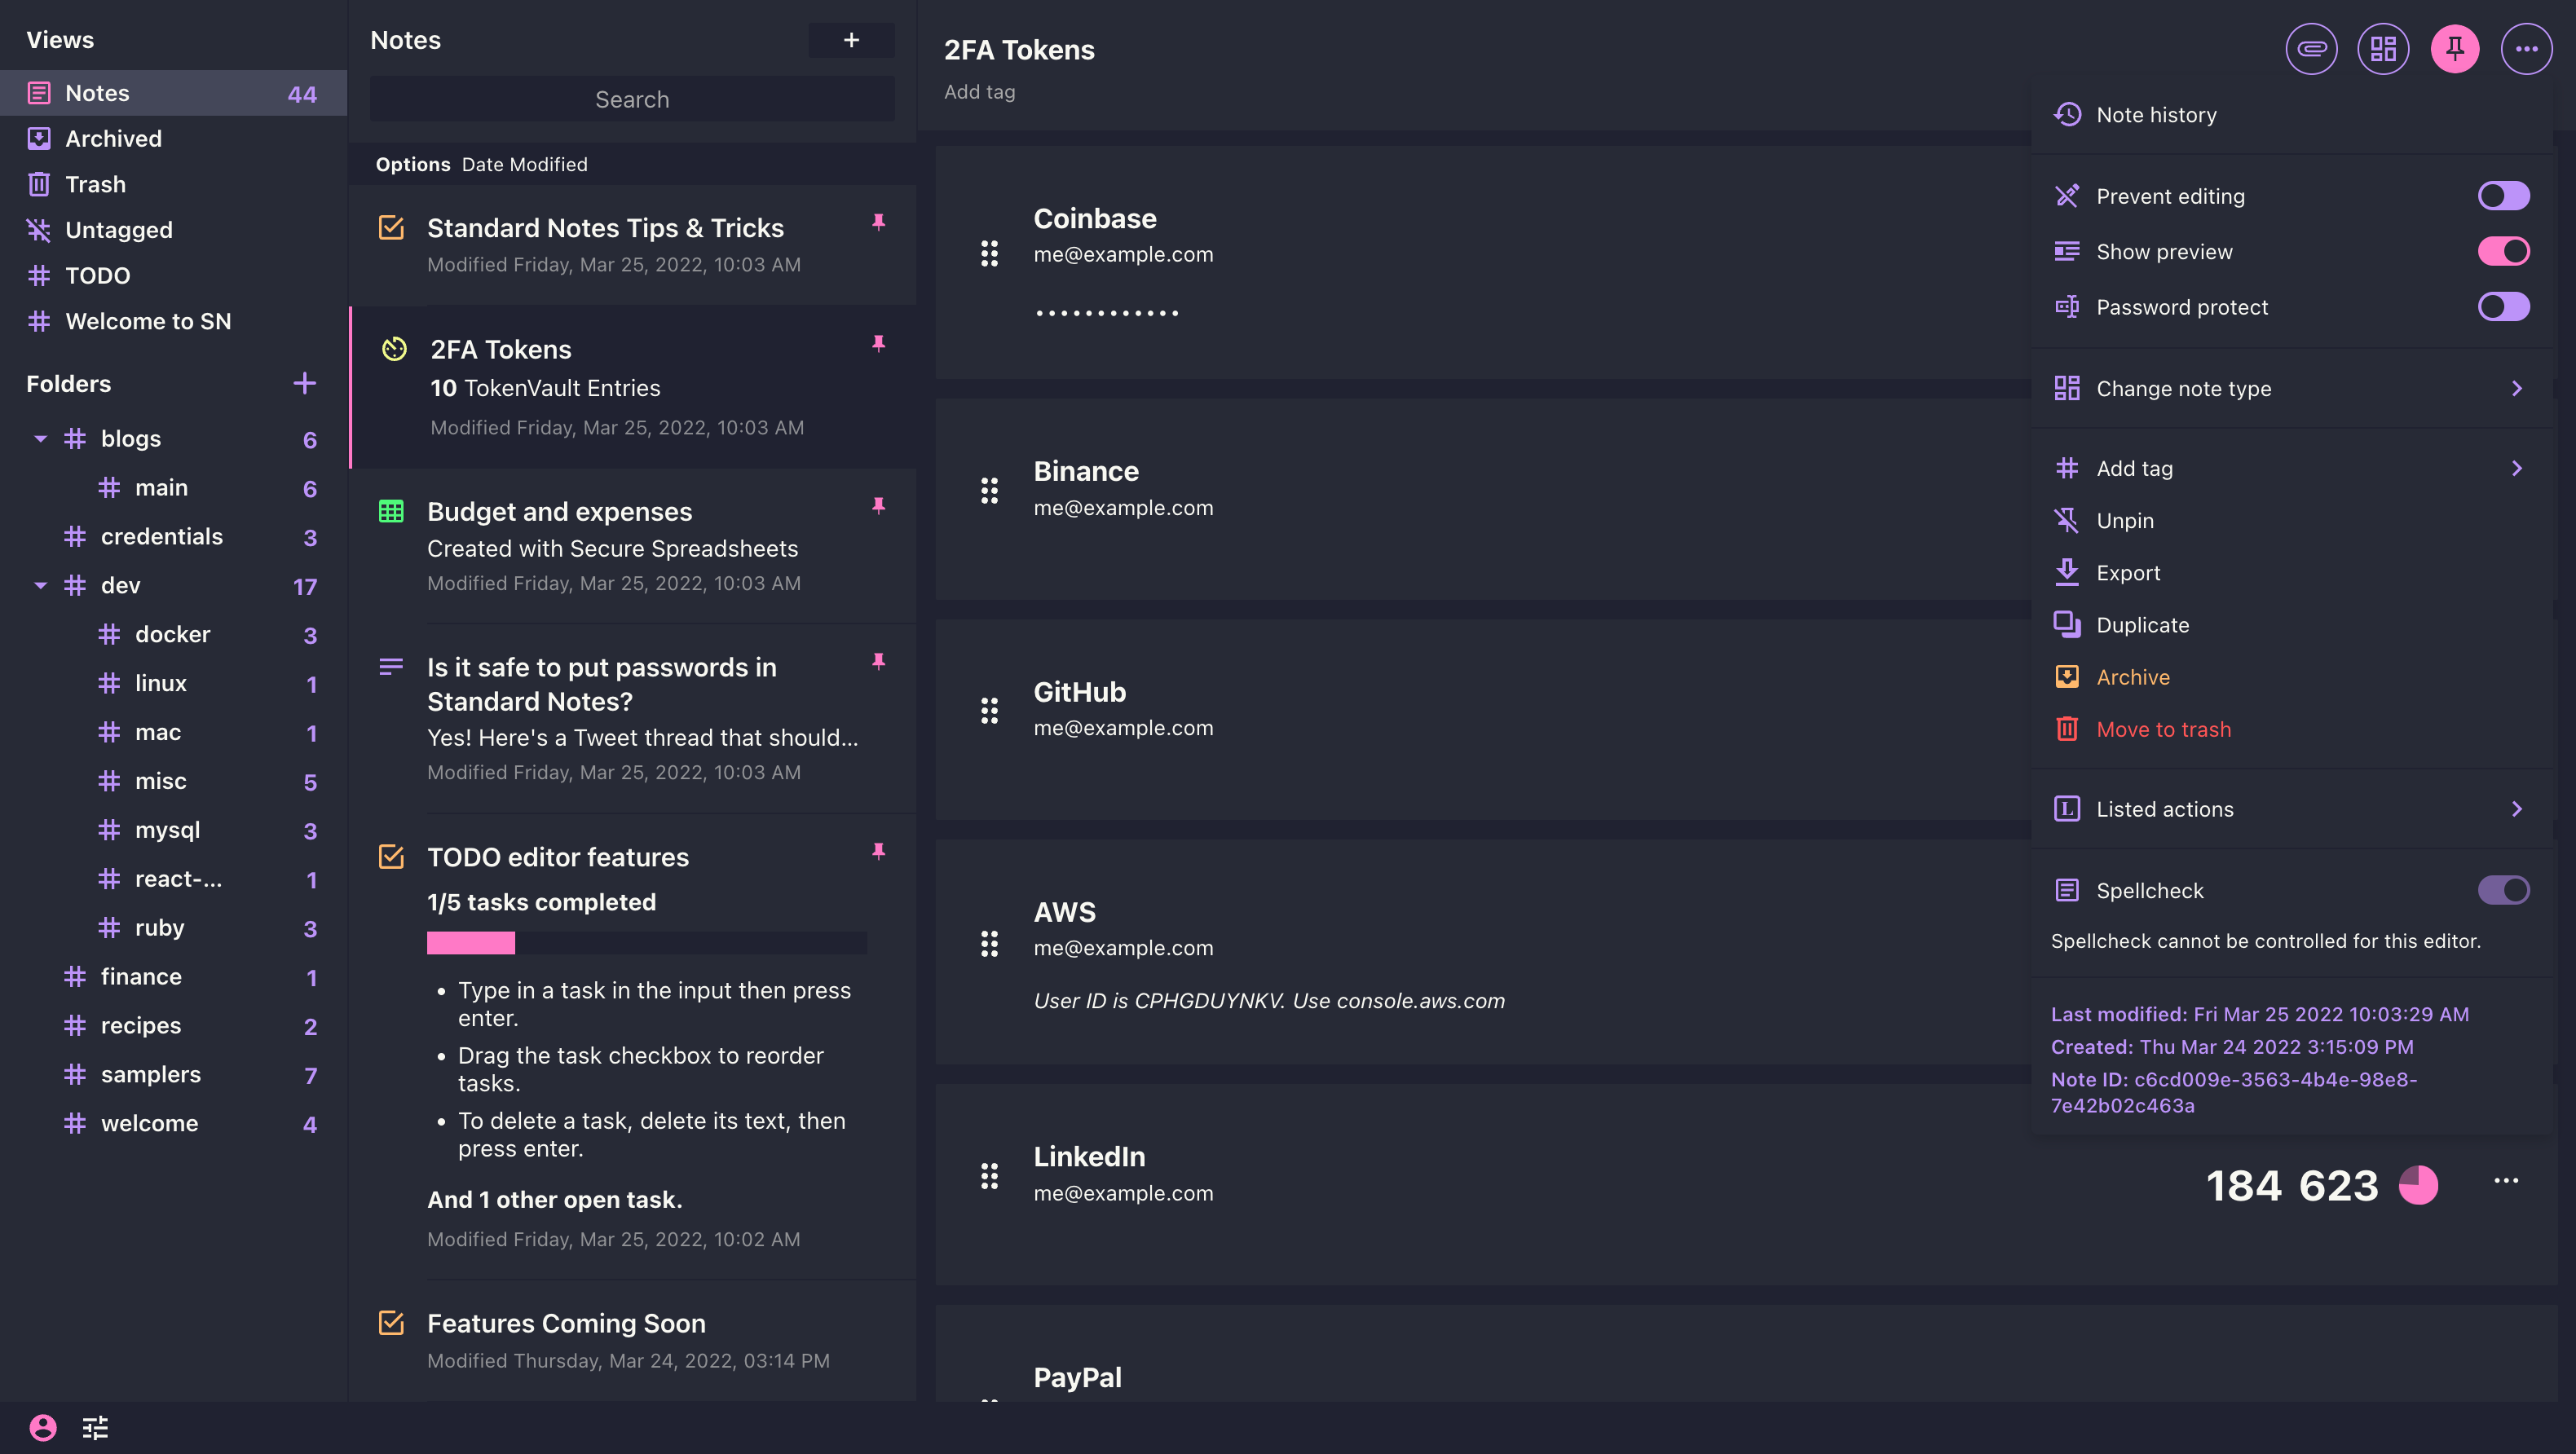 Views
Notes 44
Archived
Trash
Untagged
TODO
Welcome to SN
Folders
blogs 6
main 6
credentials 3
dev 17
docker 3
linux 1
mac 1
misc 5
mysql 3
react-... 1
ruby 3
finance 1
recipes 2
samplers 7
welcome 4
Notes
Search
Options Date Modified
Standard Notes Tips & Tricks
Modified Friday, Mar 25, 2022, 10:03 AM
2FA Tokens
10 TokenVault Entries
Modified Friday, Mar 25, 2022, 10:03 AM
Budget and expenses
Created with Secure Spreadsheets
Modified Friday, Mar 25, 2022, 10:03 AM
Is it safe to put passwords in
Standard Notes?
Yes! Here's a Tweet thread that should...
Modified Friday, Mar 25, 2022, 10:03 AM
TODO editor features
1/5 tasks completed
• Type in a task in the input then press
enter.
• Drag the task checkbox to reorder
tasks.
• To delete a task, delete its text, then
press enter.
And 1 other open task.
Modified Friday, Mar 25, 2022, 10:02 AM
Features Coming Soon
Modified Thursday, Mar 24, 2022, 03:14 PM
2FA Tokens
Add tag
Coinbase
me@example.com
••••••••••••
Binance
me@example.com
GitHub
me@example.com
AWS
me@example.com
User ID is CPHGDUYNKV. Use console.aws.com
LinkedIn
me@example.com
184 623
PayPal
Note history
Prevent editing
Show preview
Password protect
Change note type
Add tag
Unpin
Export
Duplicate
Archive
Move to trash
L Listed actions
Spellcheck
Spellcheck cannot be controlled for this editor.
Last modified: Fri Mar 25 2022 10:03:29 AM
Created: Thu Mar 24 2022 3:15:09 PM
Note ID: c6cd009e-3563-4b4e-98e8-
7e42b02c463a